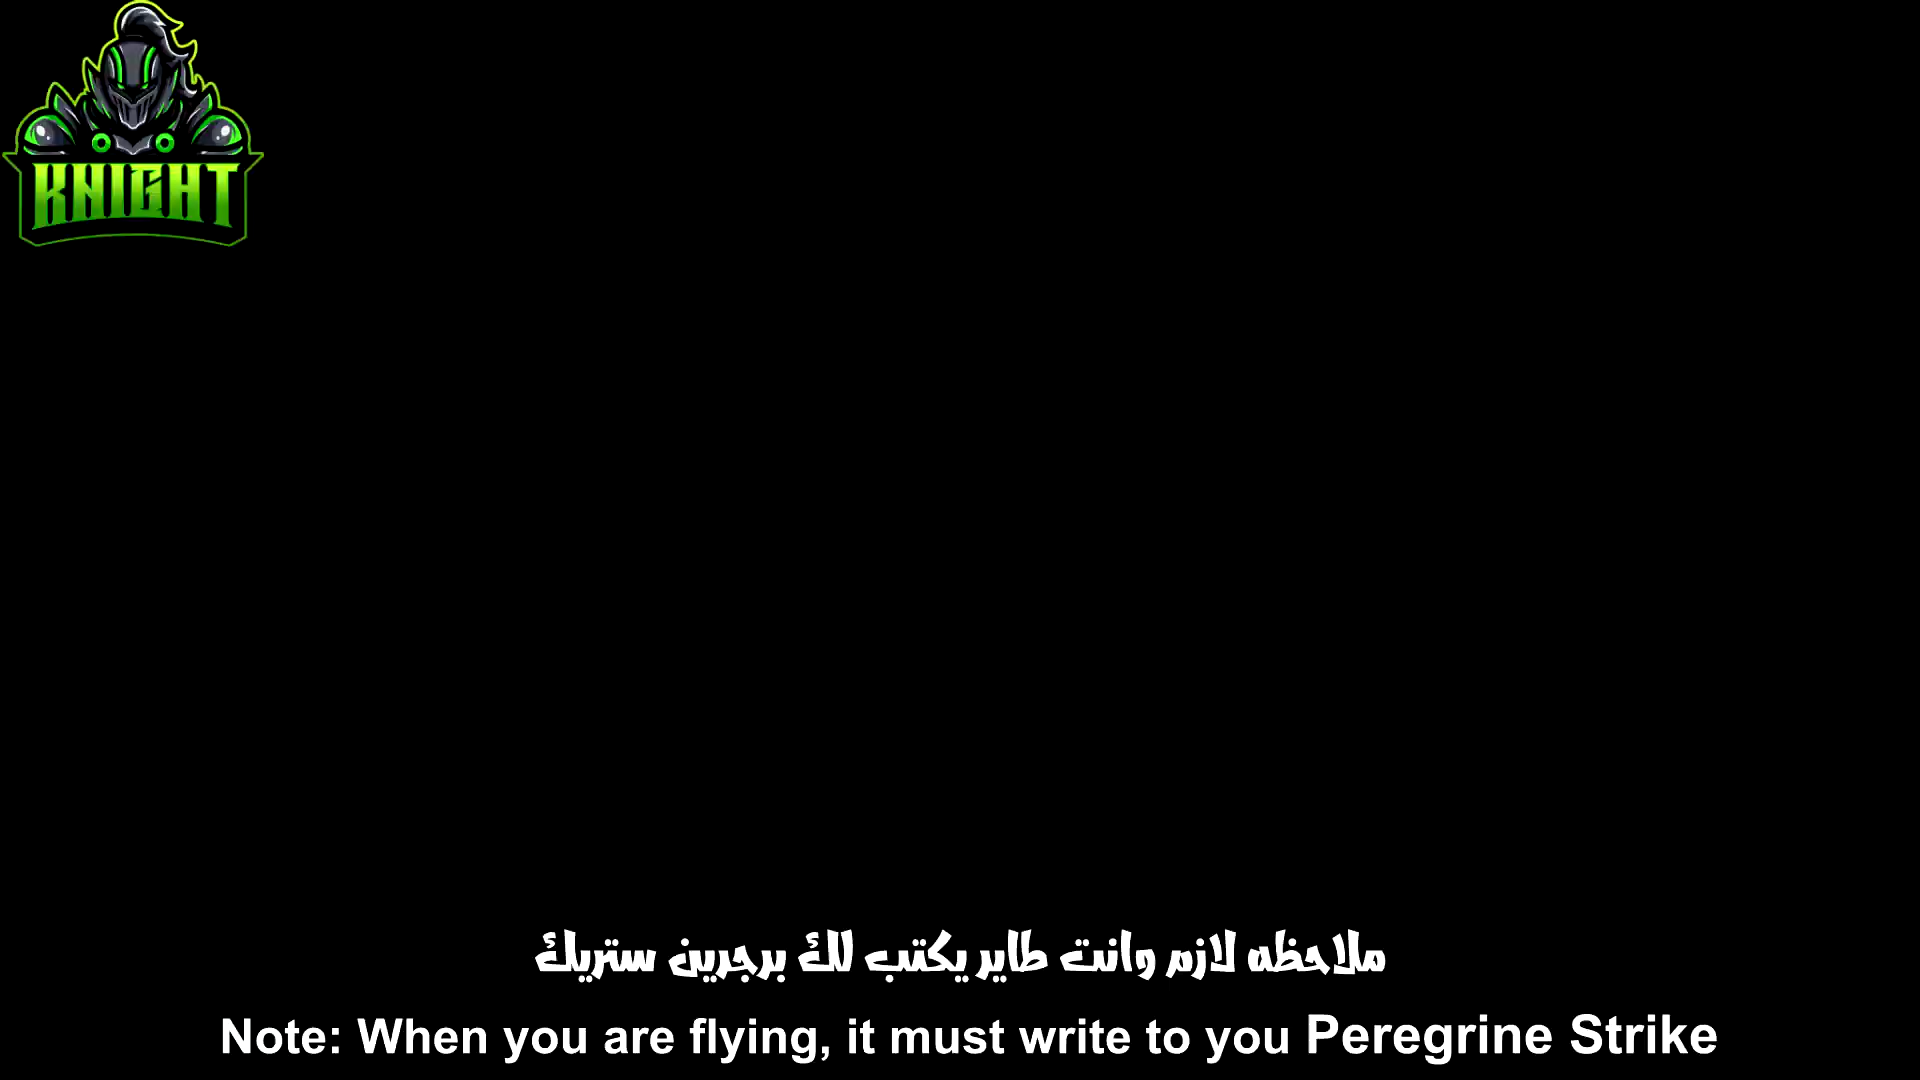 KNIGHT
ملاحظه لازم وانت طاير يكتب لك برجرين ستريك
Note: When you are flying, it must write to you Peregrine Strike